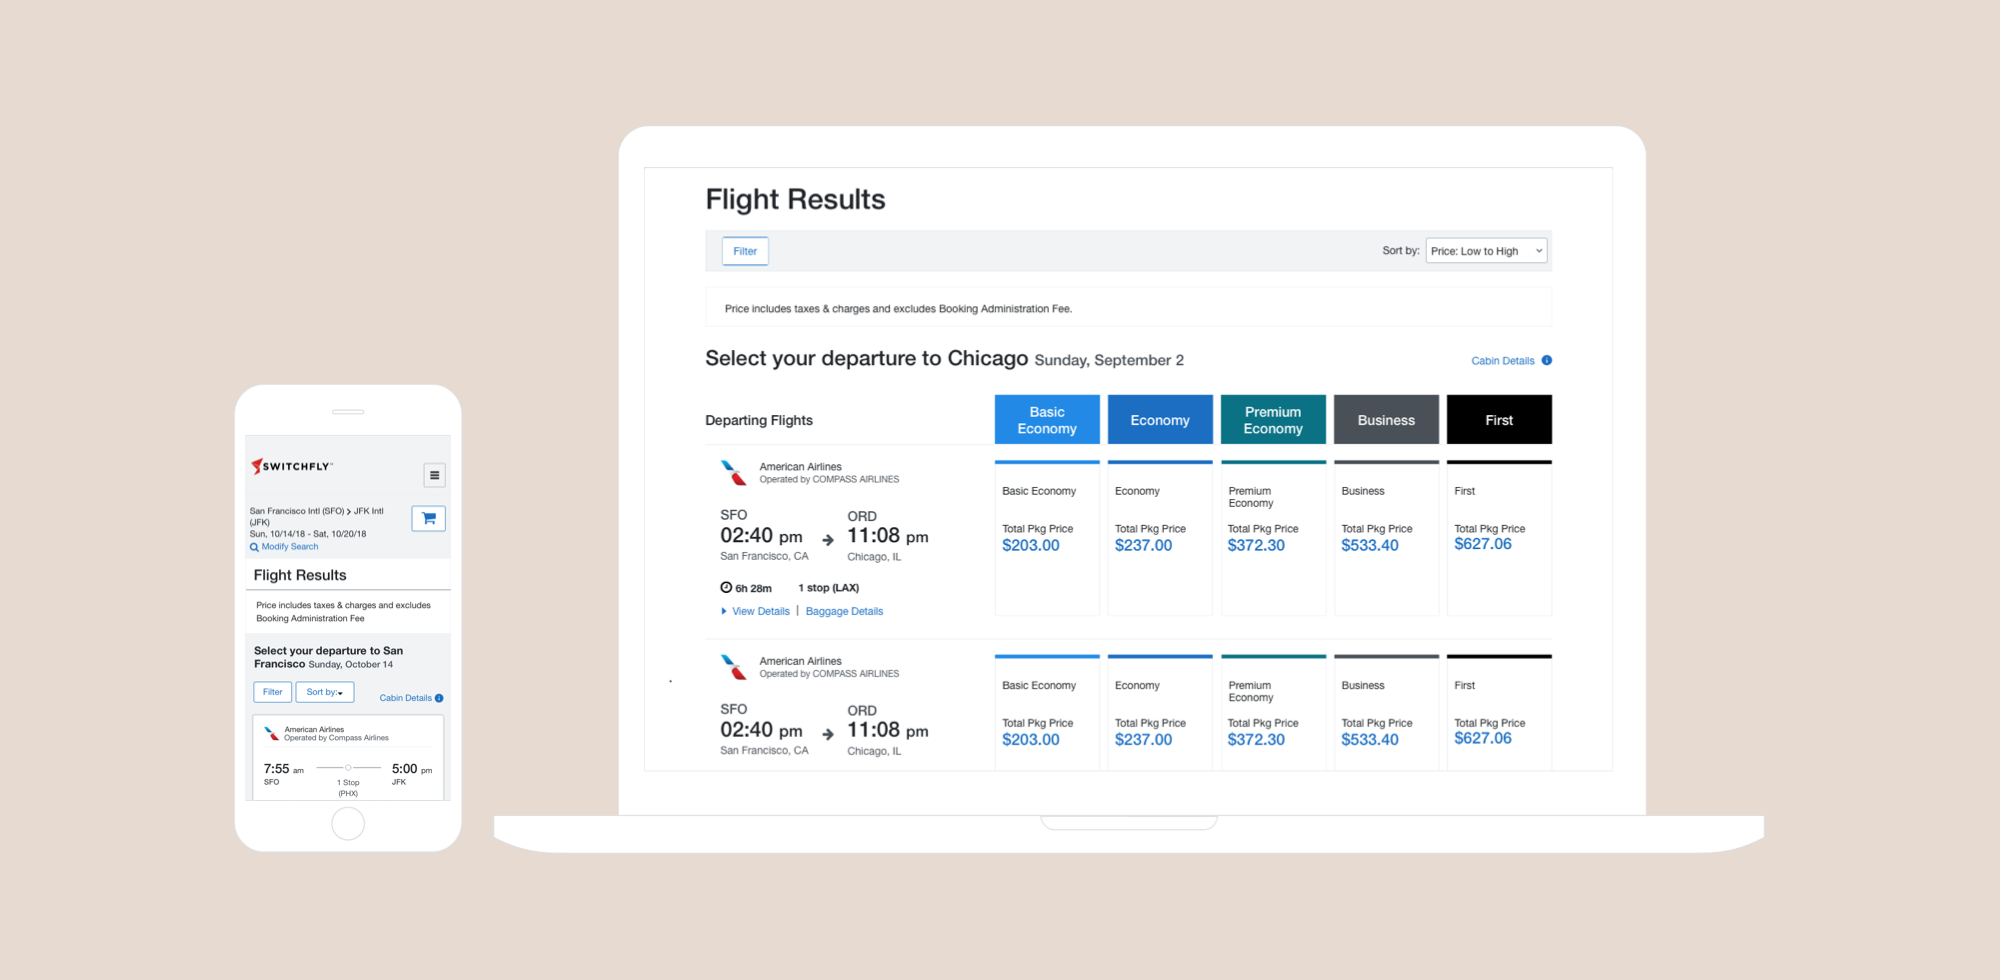 SWITCHFLY™
San Francisco Intl (SFO) > JFK Intl
(JFK)
Sun, 10/14/18 - Sat, 10/20/18
Modify Search
Flight Results
Price includes taxes & charges and excludes
Booking Administration Fee
Select your departure to San
Francisco Sunday, October 14
Filter Sort by: Cabin Details
American Airlines
Operated by Compass Airlines
7:55 am 5:00 pm
SFO 1 Stop JFK
(PHX)
Flight Results
Filter Sort by: Price: Low to High
Price includes taxes & charges and excludes Booking Administration Fee.
Select your departure to Chicago Sunday, September 2 Cabin Details
Departing Flights Basic Economy Economy Premium Economy Business First
American Airlines
Operated by COMPASS AIRLINES
SFO ORD
02:40 pm 11:08 pm
San Francisco, CA Chicago, IL
6h 28m 1 stop (LAX)
View Details | Baggage Details
Basic Economy Economy Premium Economy Business First
Total Pkg Price Total Pkg Price Total Pkg Price Total Pkg Price Total Pkg Price
$203.00 $237.00 $372.30 $533.40 $627.06
American Airlines
Operated by COMPASS AIRLINES
SFO ORD
02:40 pm 11:08 pm
San Francisco, CA Chicago, IL
Basic Economy Economy Premium Economy Business First
Total Pkg Price Total Pkg Price Total Pkg Price Total Pkg Price Total Pkg Price
$203.00 $237.00 $372.30 $533.40 $627.06